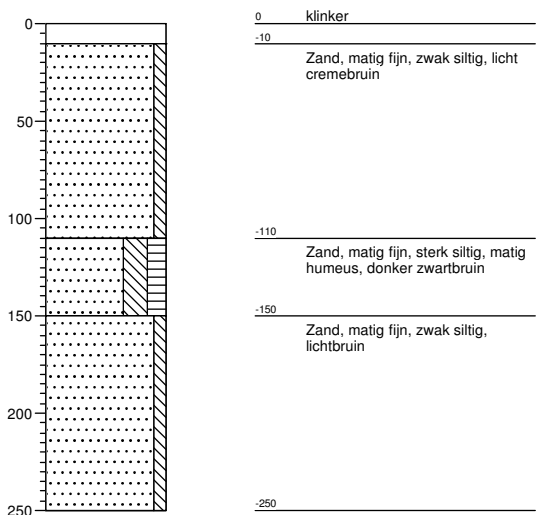 0
50
100
150
200
250
0 klinker
-10
Zand, matig fijn, zwak siltig, licht
cremebruin
-110
Zand, matig fijn, sterk siltig, matig
humeus, donker zwartbruin
-150
Zand, matig fijn, zwak siltig,
lichtbruin
-250